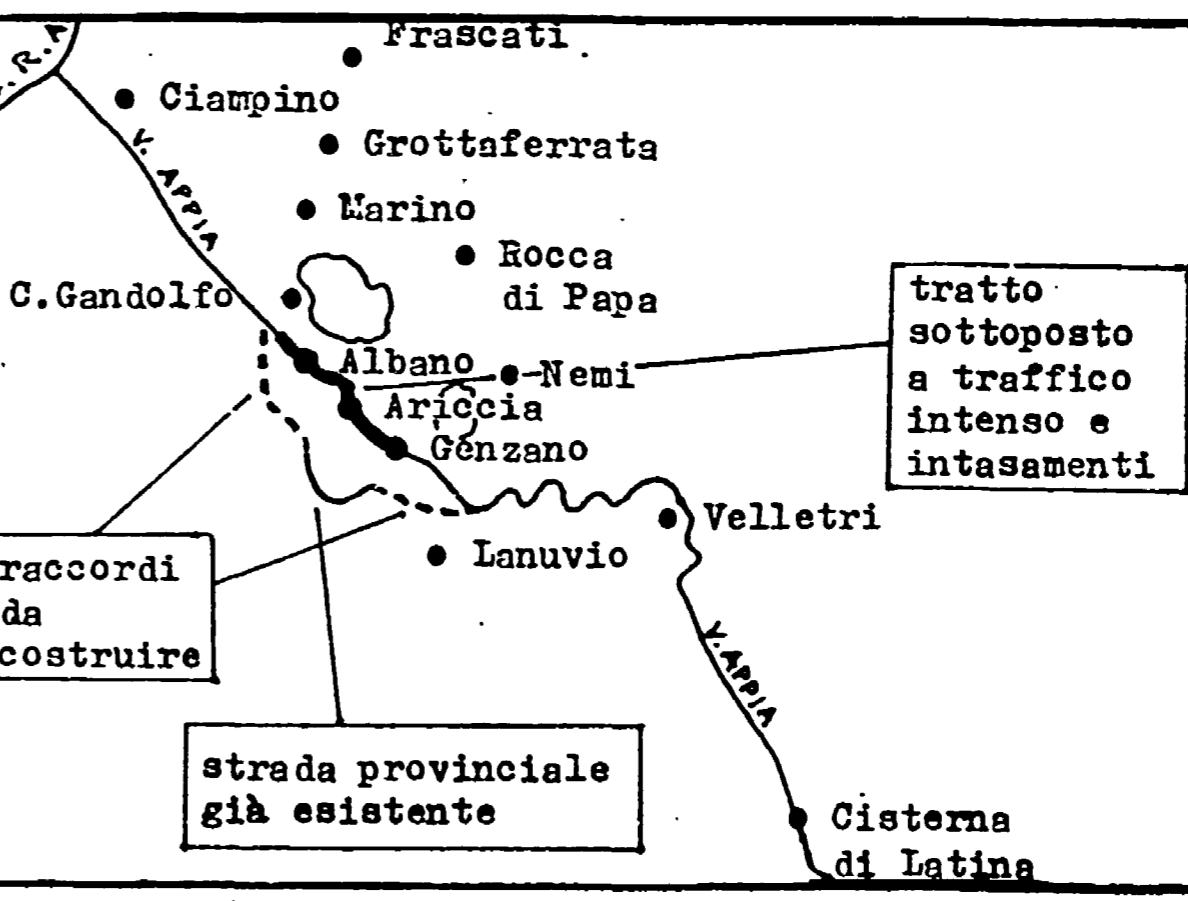 Frascati
G.R.A
Ciampino
Grottaferrata
V. APPIA
Marino
Rocca
di Papa
C.Gandolfo
tratto
sottoposto
a traffico
intenso e
intasamenti
Albano
Nemi
Ariccia
Genzano
Velletri
Lanuvio
raccordi
da
costruire
V. APPIA
strada provinciale
già esistente
Cisterna
di Latina